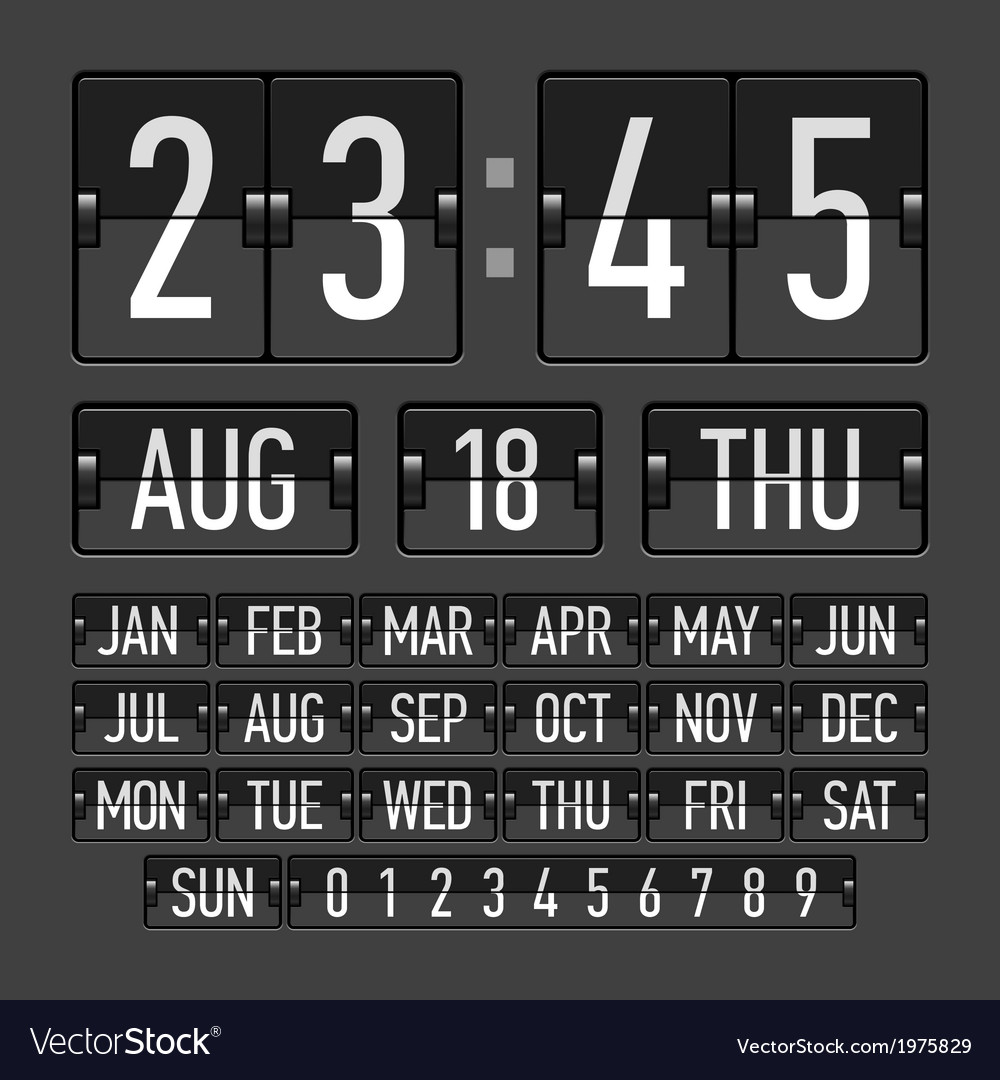 23:45
AUG 18 THU
JAN FEB MAR APR MAY JUN
JUL AUG SEP OCT NOV DEC
MON TUE WED THU FRI SAT
SUN 0 1 2 3 4 5 6 7 8 9
VectorStock® VectorStock.com/1975829